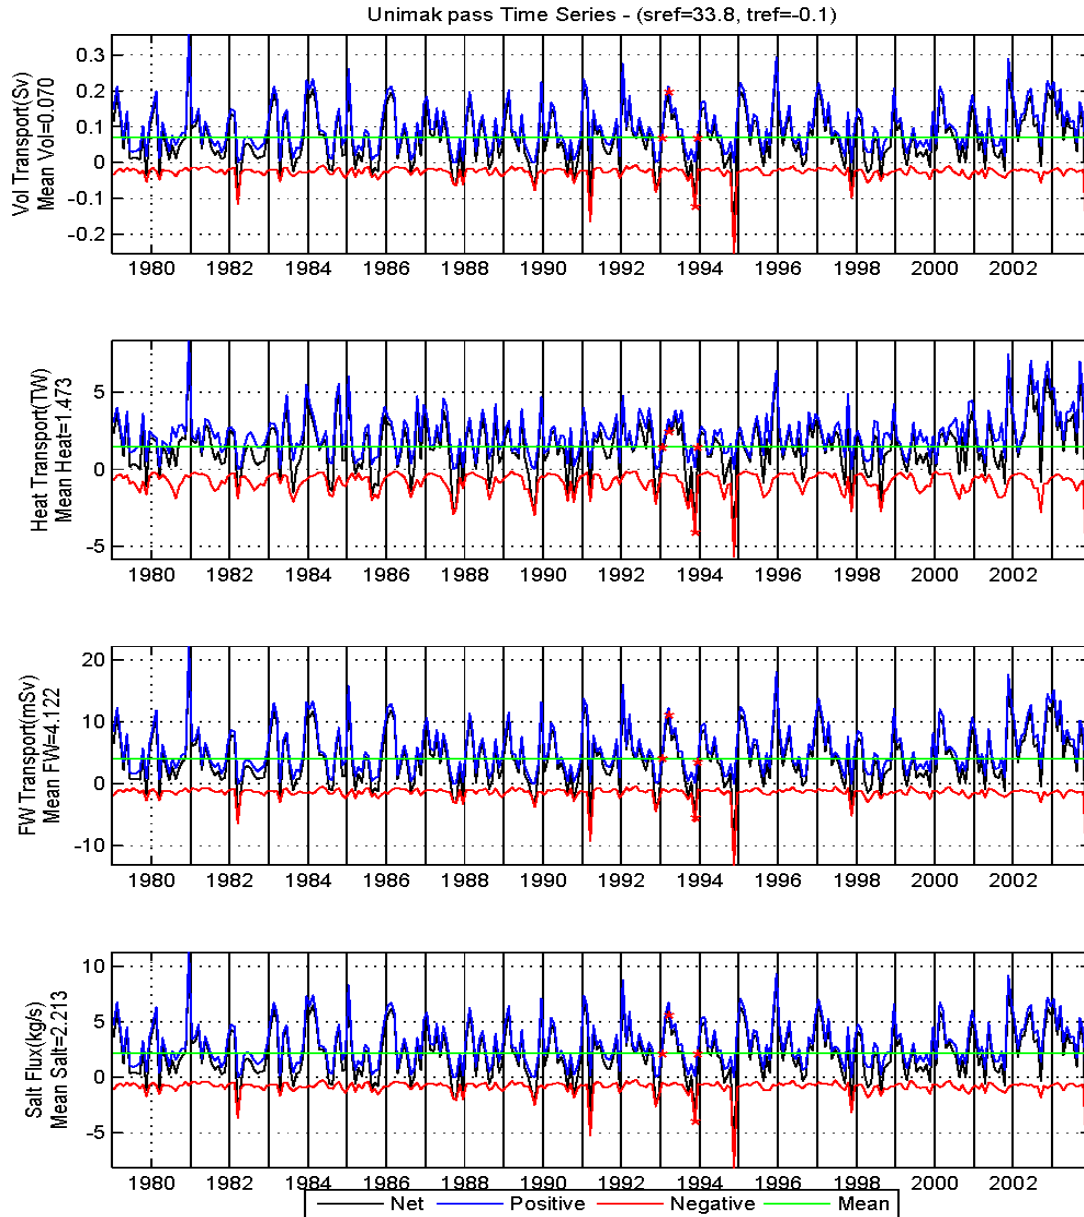 Unimak pass Time Series - (sref=33.8, tref=-0.1)
Vol Transport(Sv)
Mean Vol=0.070
0.3
0.2
0.1
0
-0.1
-0.2
1980 1982 1984 1986 1988 1990 1992 1994 1996 1998 2000 2002
Heat Transport(TW)
Mean Heat=1.473
5
0
-5
1980 1982 1984 1986 1988 1990 1992 1994 1996 1998 2000 2002
FW Transport(mSv)
Mean FW=4.122
20
10
0
-10
1980 1982 1984 1986 1988 1990 1992 1994 1996 1998 2000 2002
Salt Flux(kg/s)
Mean Salt=2.213
10
5
0
-5
1980 1982 1984 1986 1988 1990 1992 1994 1996 1998 2000 2002
Net Positive Negative Mean